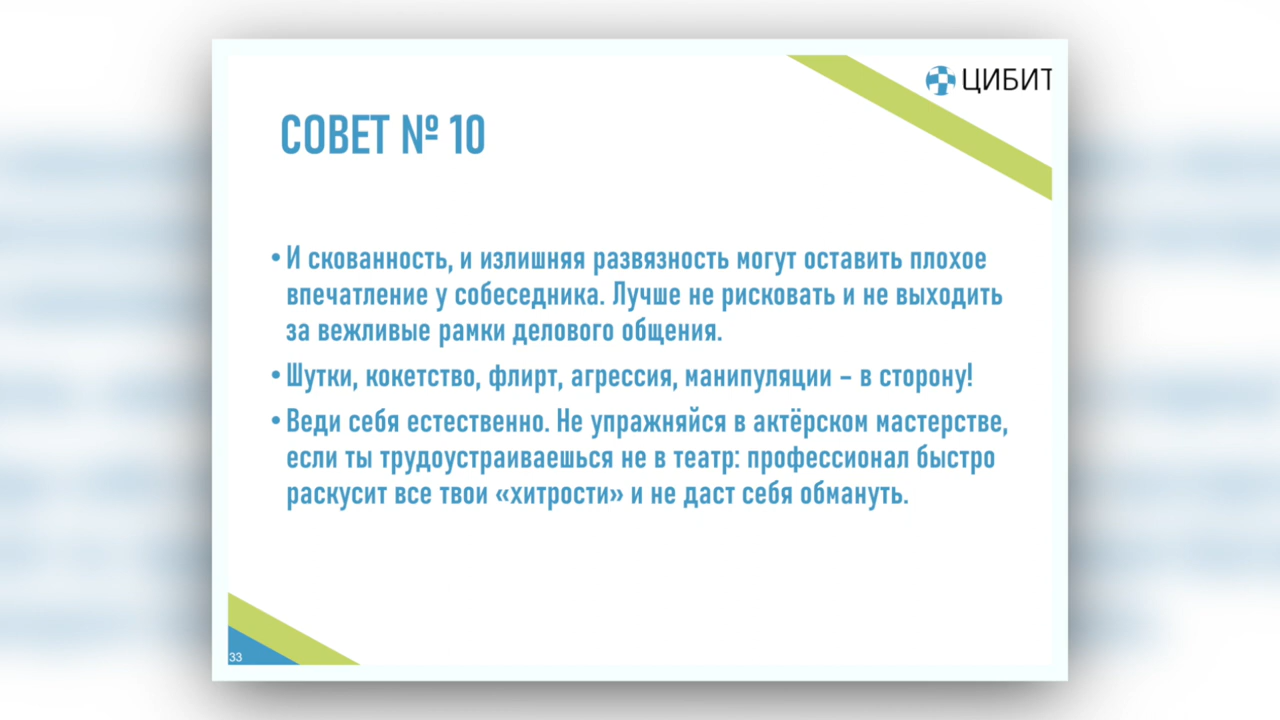 ЦИБИТ
СОВЕТ № 10
• И скованность, и излишняя развязность могут оставить плохое
впечатление у собеседника. Лучше не рисковать и не выходить
за вежливые рамки делового общения.
• Шутки, кокетство, флирт, агрессия, манипуляции – в сторону!
• Веди себя естественно. Не упражняйся в актёрском мастерстве,
если ты трудоустраиваешься не в театр: профессионал быстро
раскусит все твои «хитрости» и не даст себя обмануть.
33